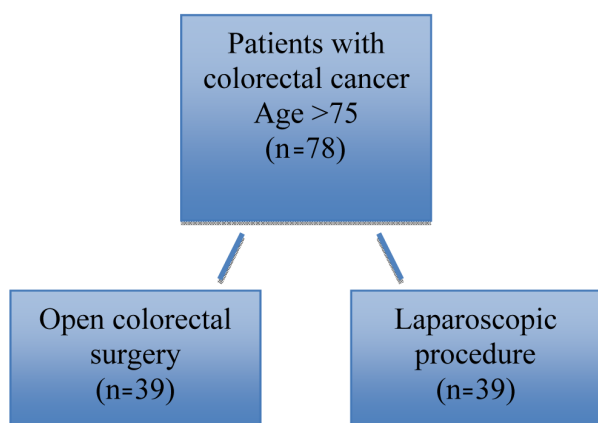 Patients with
colorectal cancer
Age >75
(n=78)
Open colorectal
surgery
(n=39)
Laparoscopic
procedure
(n=39)